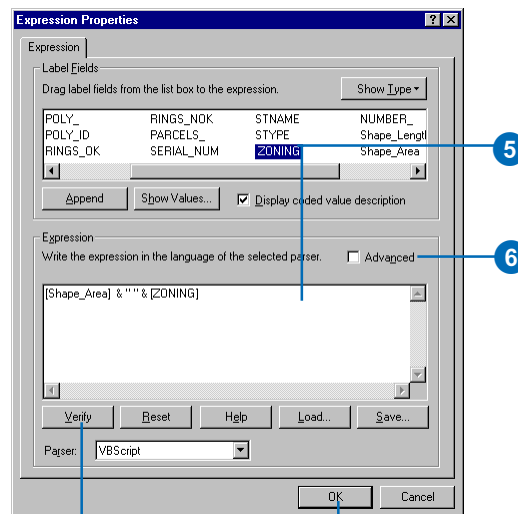 Expression Properties
Expression
Label Fields
Drag label fields from the list box to the expression.
Show Type
POLY_ RINGS_NOK STNAME NUMBER_
POLY_ID PARCELS_ STYPE Shape_Lengtl
RINGS_OK SERIAL_NUM ZONING Shape_Area
5
Append Show Values... Display coded value description
Expression
Write the expression in the language of the selected parser. Advanced
6
[Shape_Area] & " " & [ZONING]
Verify Reset Help Load... Save...
Parser: VBScript
OK Cancel